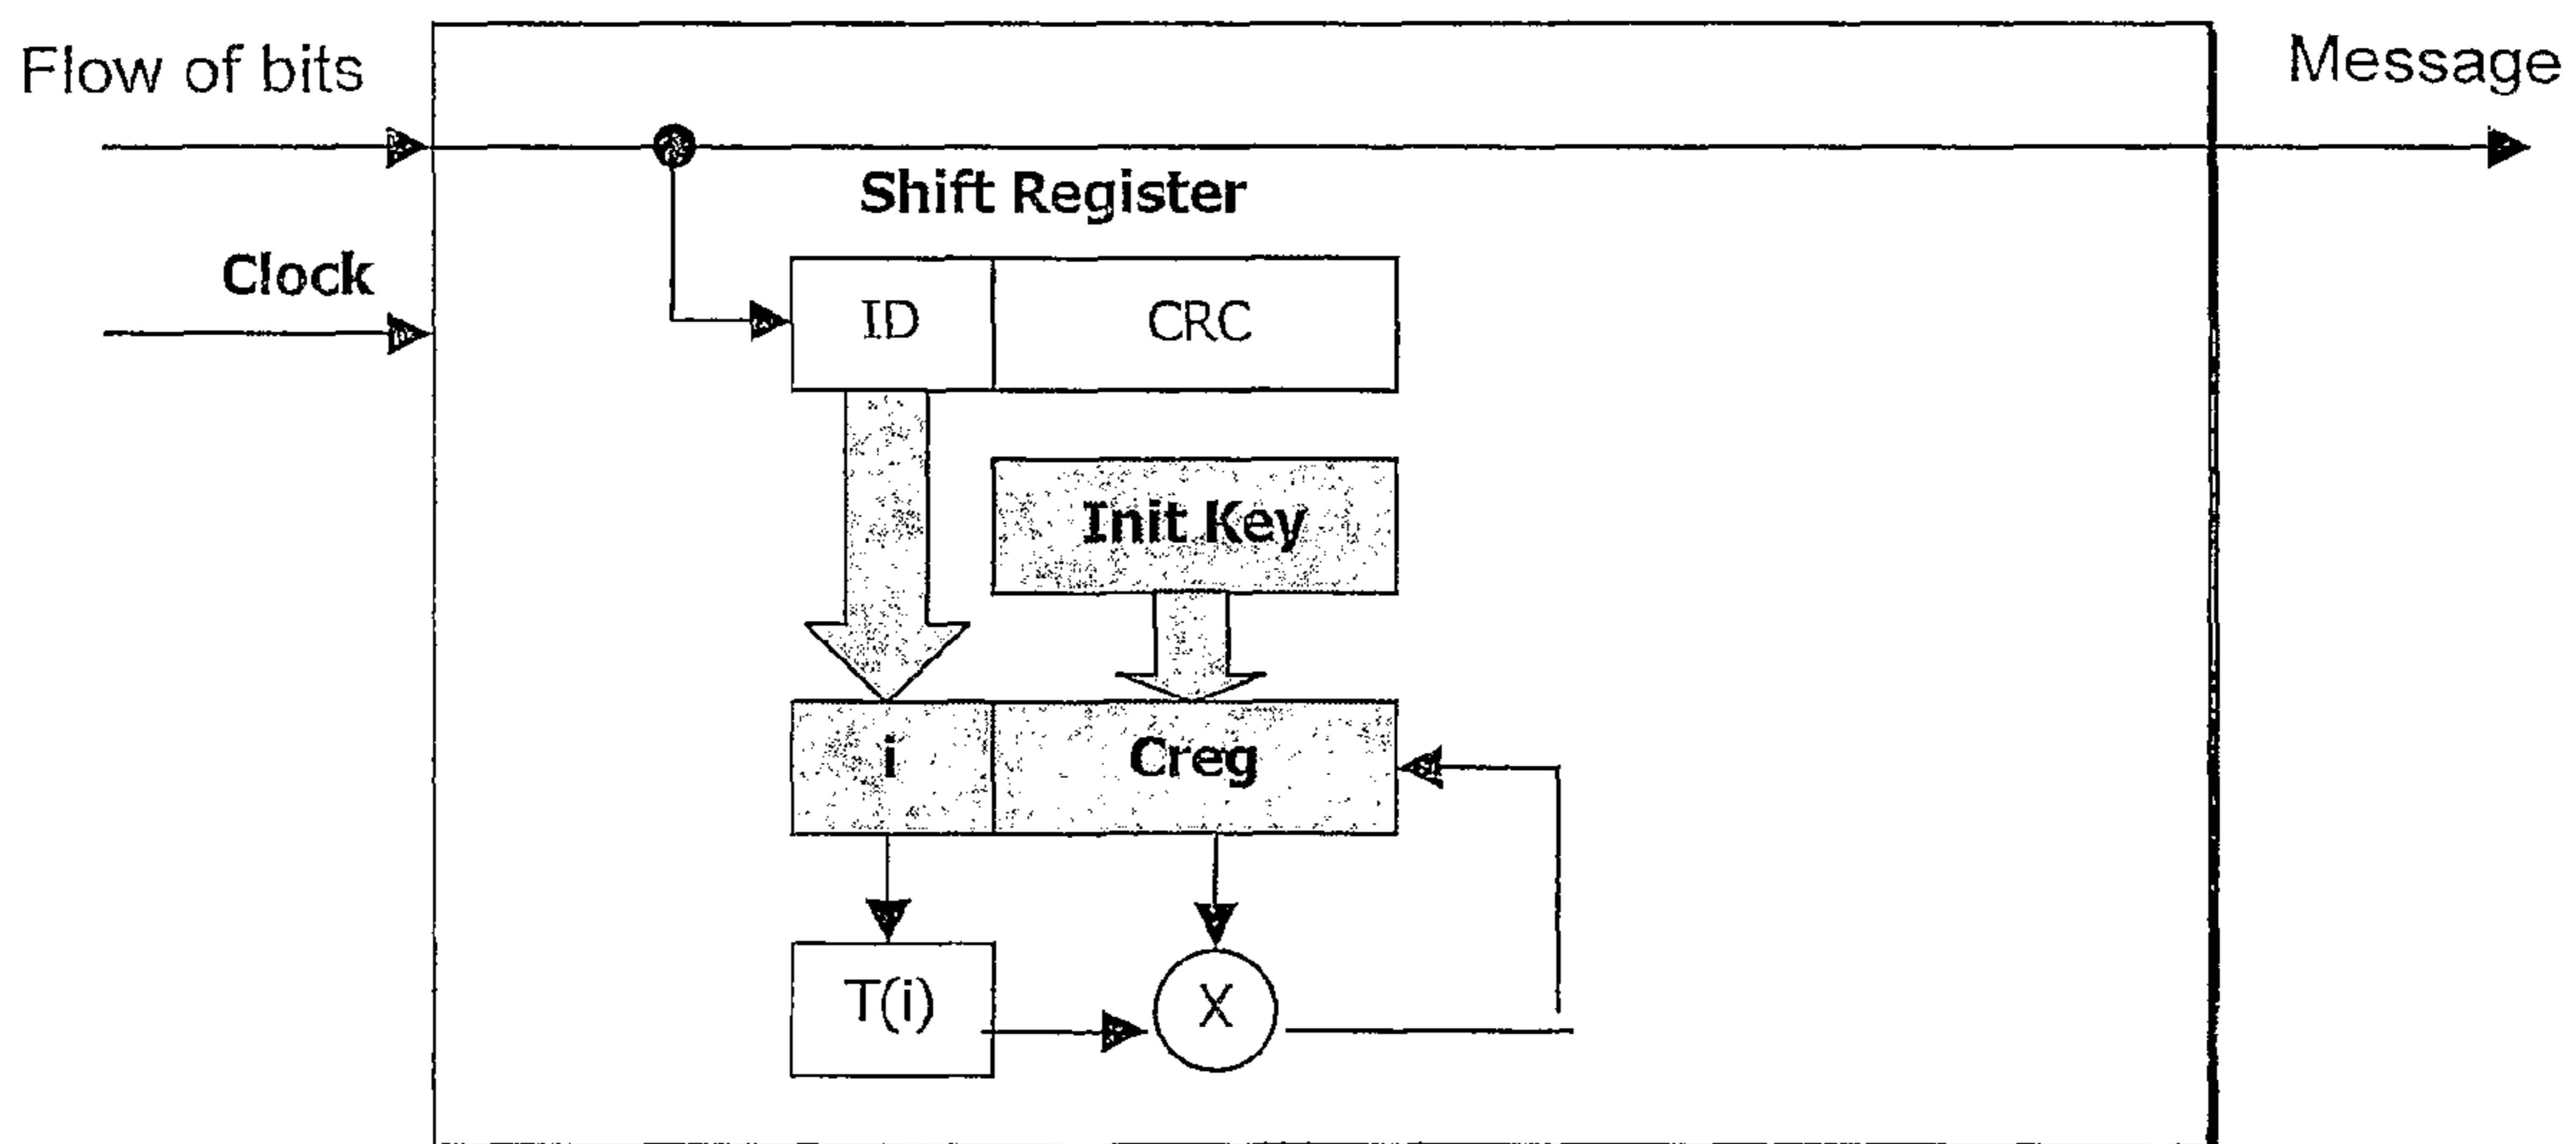 Flow of bits
Message
Shift Register
Clock
ID
CRC
Init Key
i
Creg
T(i)
X